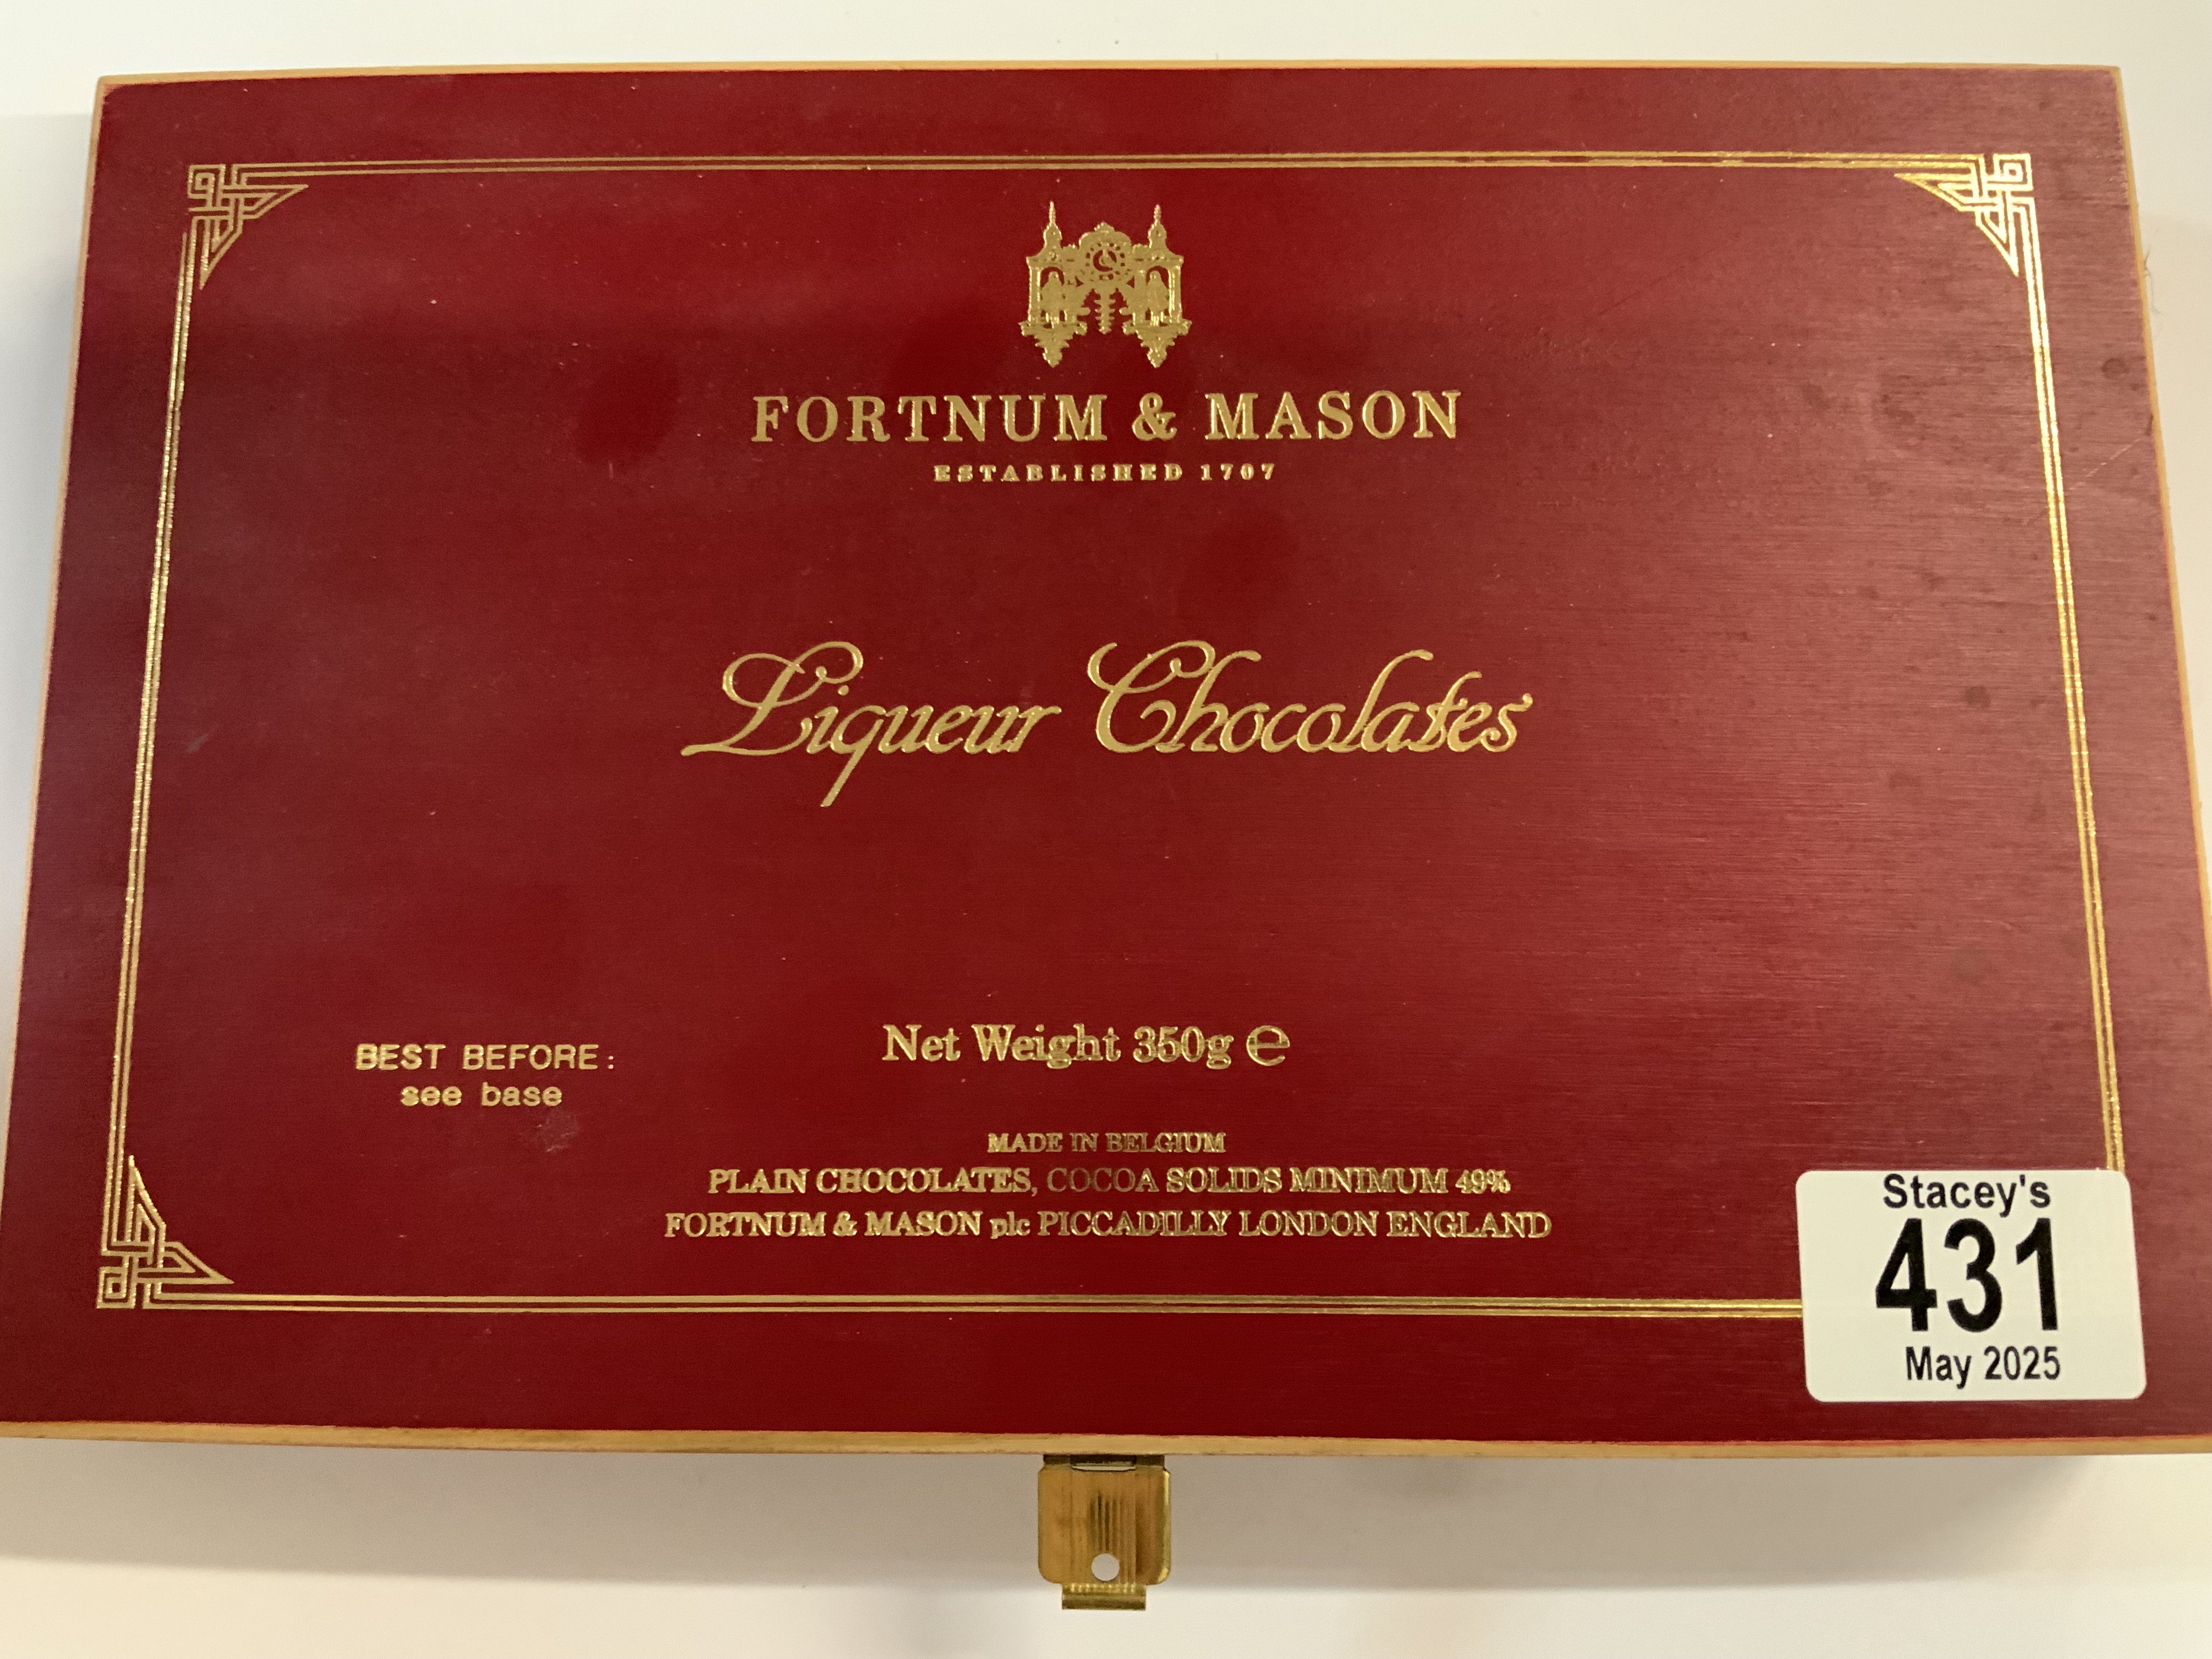 FORTNUM & MASON
ESTABLISHED 1707
Liqueur Chocolates
Net Weight 350g ℮
BEST BEFORE:
see base
MADE IN BELGIUM
PLAIN CHOCOLATES, COCOA SOLIDS MINIMUM 49%
FORTNUM & MASON plc PICCADILLY LONDON ENGLAND
Stacey's
431
May 2025